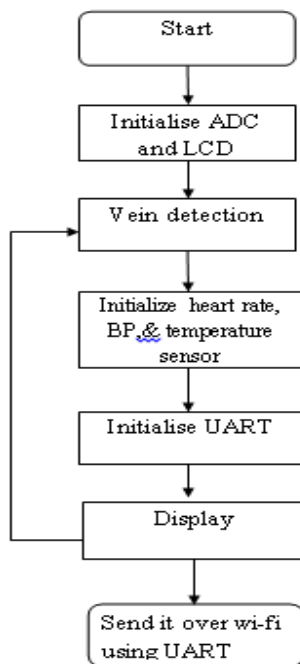 Start
Initialise ADC
and LCD
Vein detection
Initialize heart rate,
BP,& temperature
sensor
Initialise UART
Display
Send it over wi-fi
using UART